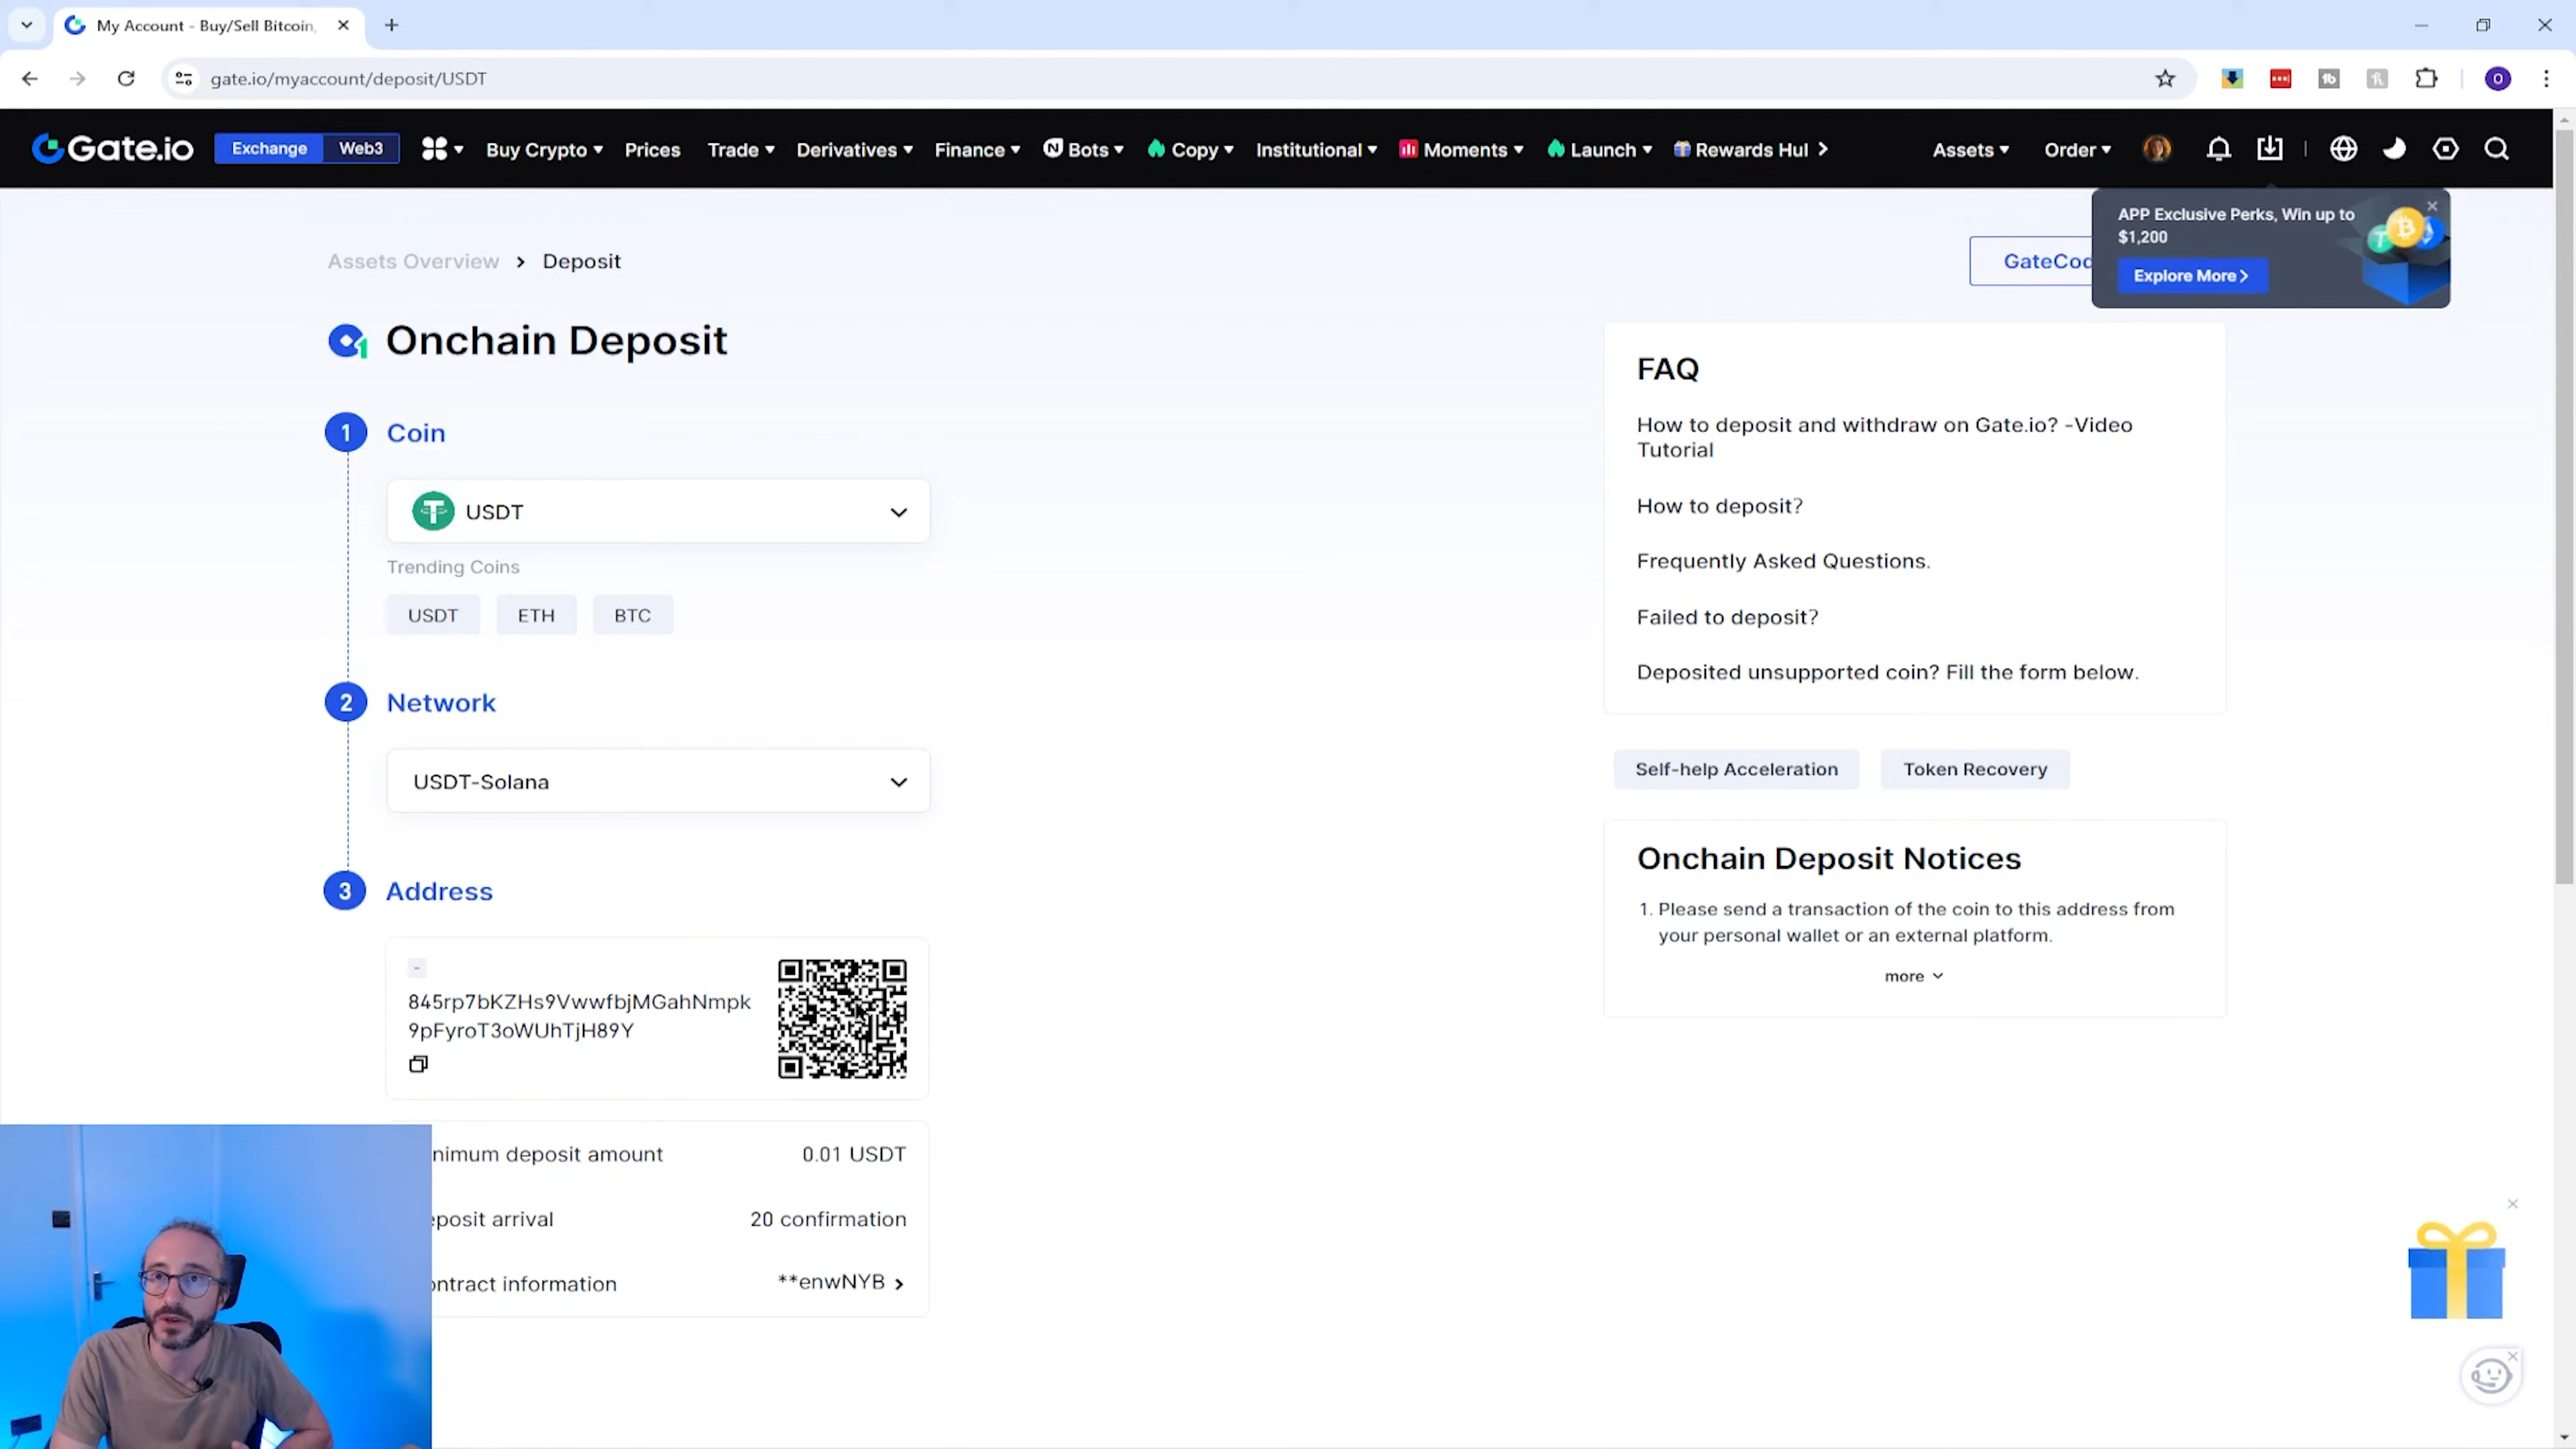 My Account - Buy/Sell Bitcoin,
gate.io/myaccount/deposit/USDT
Gate.io
Exchange Web3 Buy Crypto Prices Trade Derivatives Finance Bots Copy Institutional Moments Launch Rewards Hul Assets Order
APP Exclusive Perks, Win up to
$1,200
Explore More
Assets Overview > Deposit
GateCod
Onchain Deposit
1 Coin
USDT
Trending Coins
USDT ETH BTC
2 Network
USDT-Solana
3 Address
-
845rp7bKZHs9VwwfbjMGahNmpk
9pFyroT3oWUhTjH89Y
nimum deposit amount 0.01 USDT
eposit arrival 20 confirmation
ontract information **enwNYB >
FAQ
How to deposit and withdraw on Gate.io? -Video
Tutorial
How to deposit?
Frequently Asked Questions.
Failed to deposit?
Deposited unsupported coin? Fill the form below.
Self-help Acceleration Token Recovery
Onchain Deposit Notices
1. Please send a transaction of the coin to this address from
your personal wallet or an external platform.
more